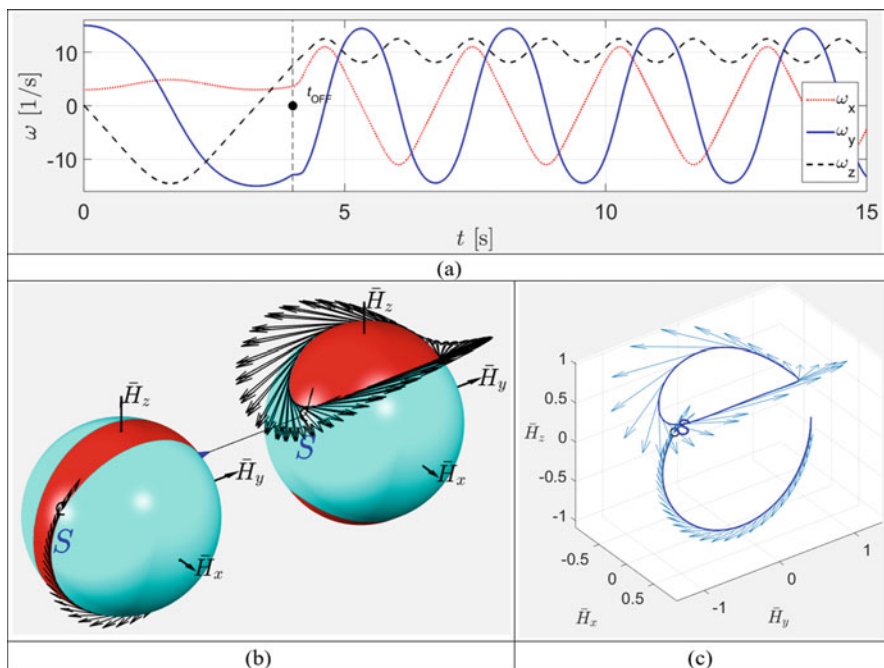 10
0
-10
ω [1/s]
t_OFF
ω_x
ω_y
ω_z
0
5
10
15
t [s]
(a)
H̄_z
H̄_z
H̄_y
S
H̄_x
H̄_y
S
H̄_x
(b)
1
0.5
0
-0.5
-1
H̄_z
-0.5
0
0.5
H̄_x
-1
0
1
H̄_y
(c)